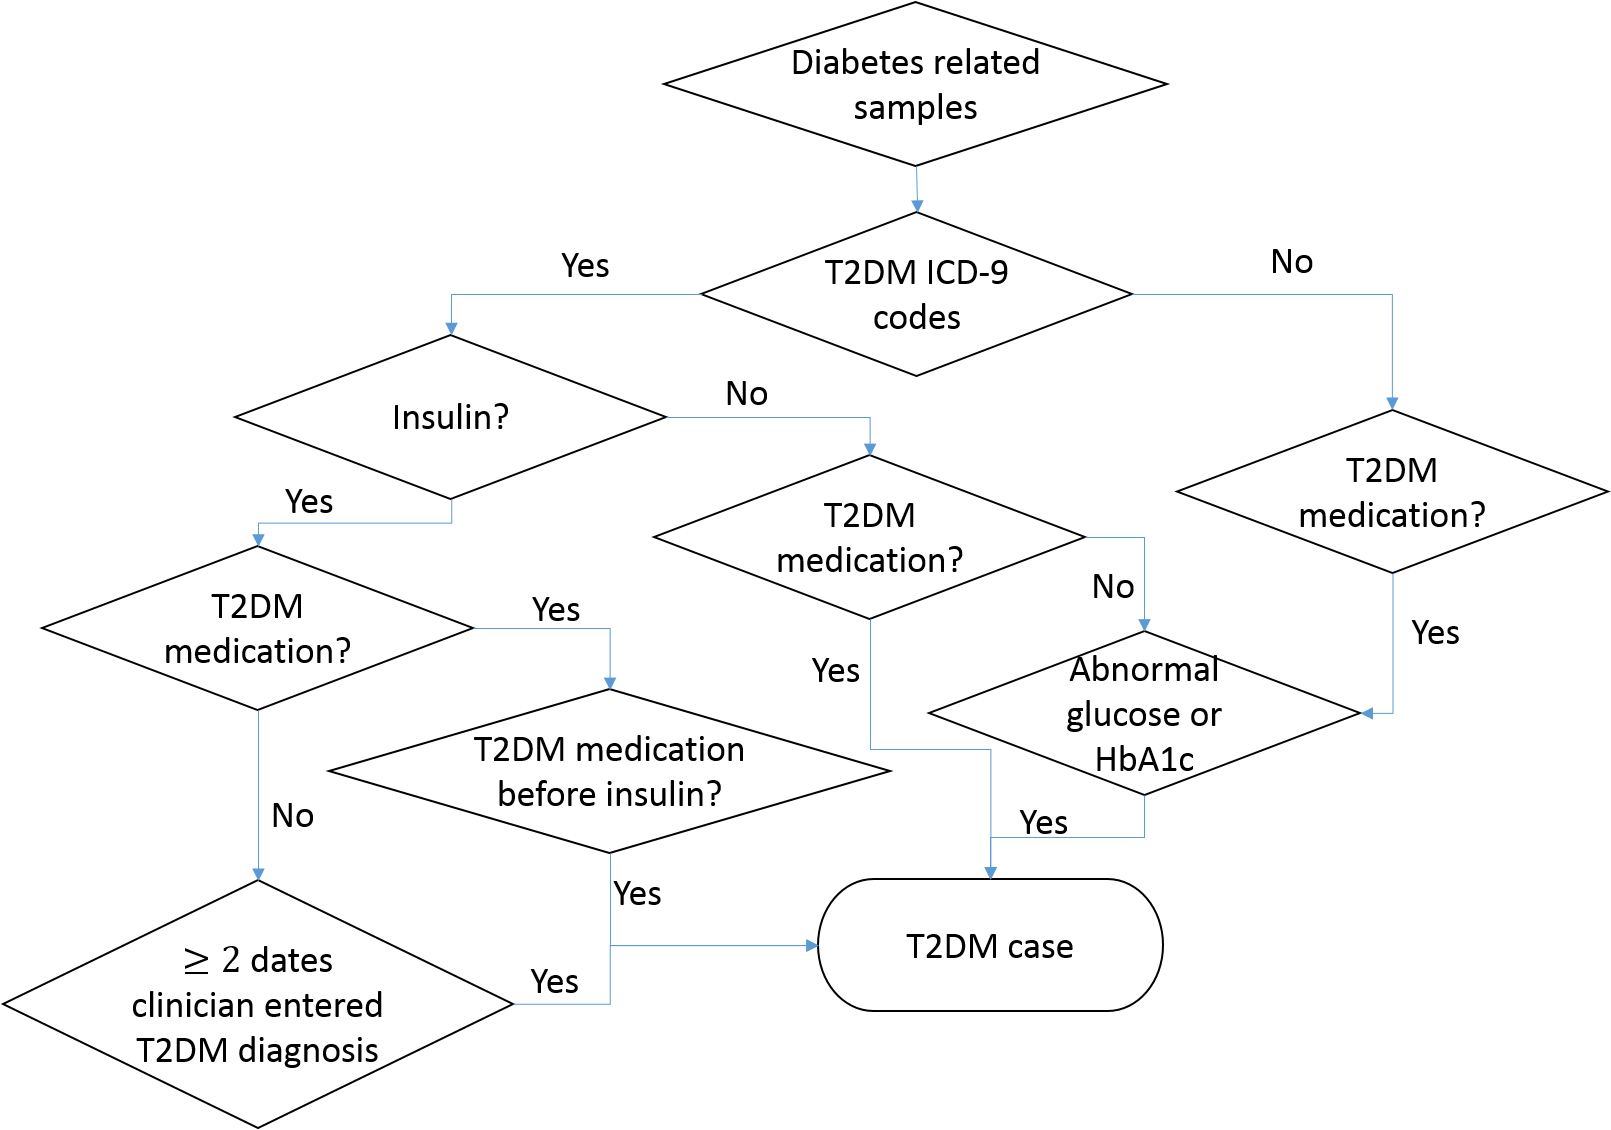 Diabetes related
samples
Yes
T2DM ICD-9
codes
No
Insulin?
No
Yes
T2DM
medication?
T2DM
medication?
No
T2DM
medication?
Yes
Yes
Yes
Abnormal
glucose or
HbA1c
T2DM medication
before insulin?
No
Yes
Yes
≥ 2 dates
clinician entered
T2DM diagnosis
Yes
T2DM case